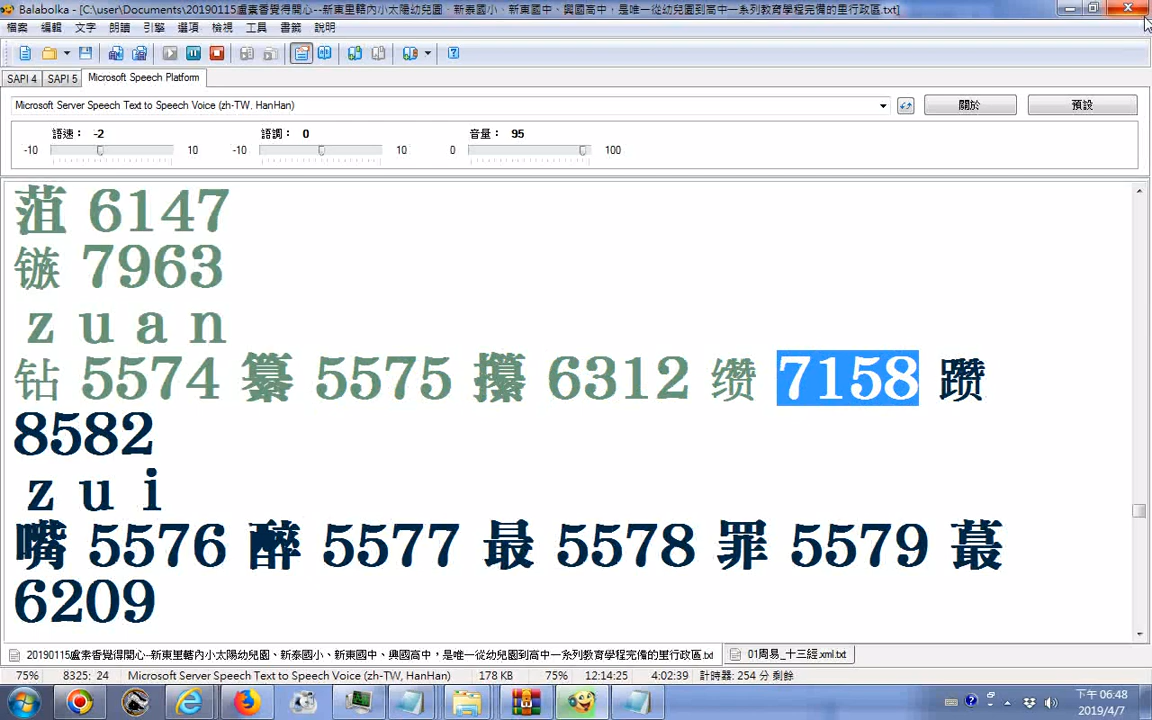 Balabolka - [C:\user\Documents\20190115盧素香覺得開心--新東里轄內小太陽幼兒園、新泰國小、新東國中、興國高中，是唯一從幼兒園到高中一系列教育學程完備的里行政區.txt]
檔案 編輯 文字 朗讀 引擎 選項 檢視 工具 書籤 說明
SAPI 4 SAPI 5 Microsoft Speech Platform
Microsoft Server Speech Text to Speech Voice (zh-TW, HanHan) 關於 預設
語速： -2 語調： 0 音量： 95
-10 10 -10 10 0 100
菹 6147
镞 7963
z u a n
钻 5574 纂 5575 攥 6312 缵 7158 躜
8582
z u i
嘴 5576 醉 5577 最 5578 罪 5579 蕞
6209
20190115盧素香覺得開心--新東里轄內小太陽幼兒園、新泰國小、新東國中、興國高中，是唯一從幼兒園到高中一系列教育學程完備的里行政區.txt 01周易_十三經.xml.txt
75% 8325: 24 Microsoft Server Speech Text to Speech Voice (zh-TW, HanHan) 178 KB 75% 12:14:25 4:02:39 計時器: 254 分 剩餘
下午 06:48
2019/4/7